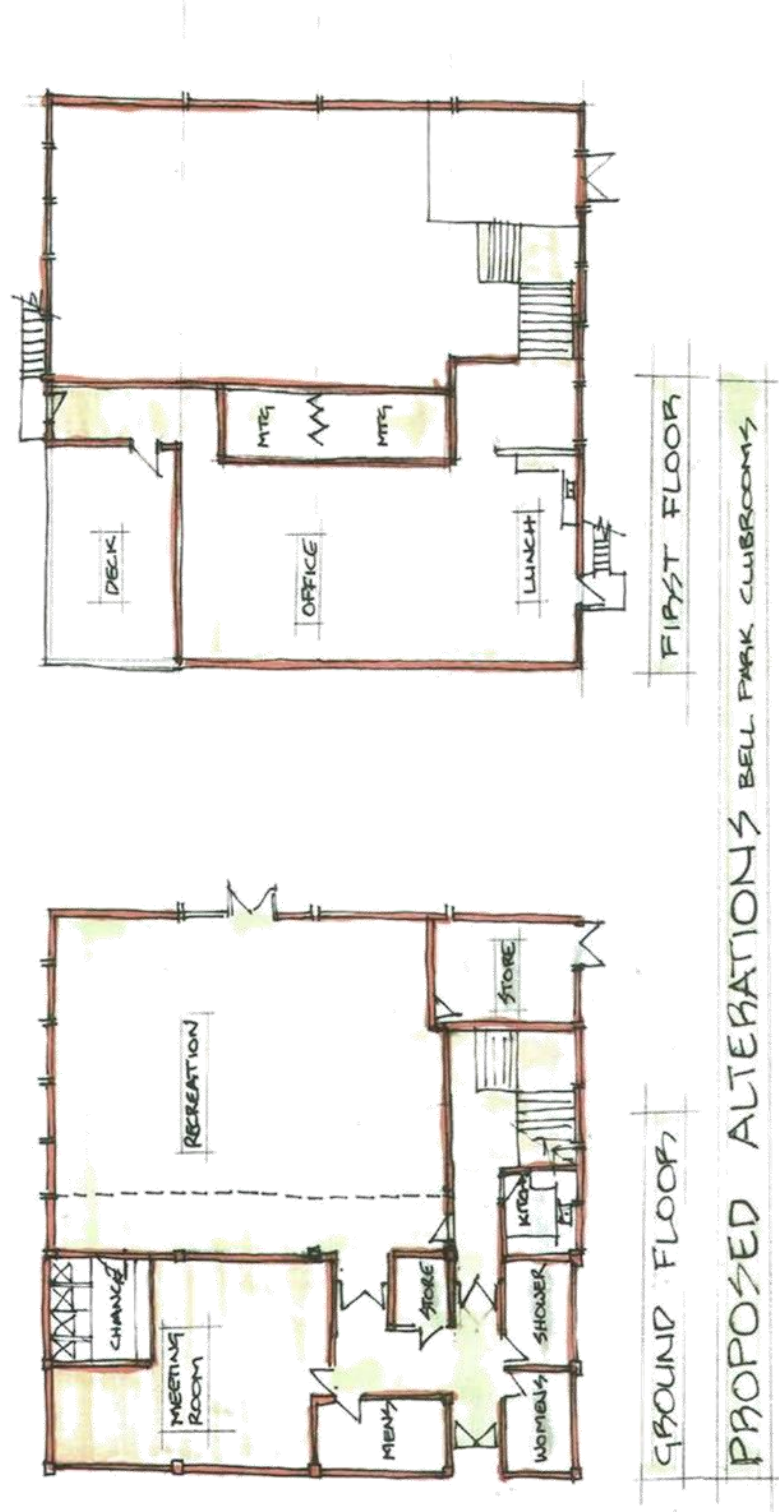 CHANGE
MEETING
ROOM
RECREATION
MENS
STORE
STORE
WOMENS
SHOWER
KITCH
GROUND FLOOR
DECK
MTG
MTG
OFFICE
LUNCH
FIRST FLOOR
PROPOSED ALTERATIONS BELL PARK CLUBROOMS